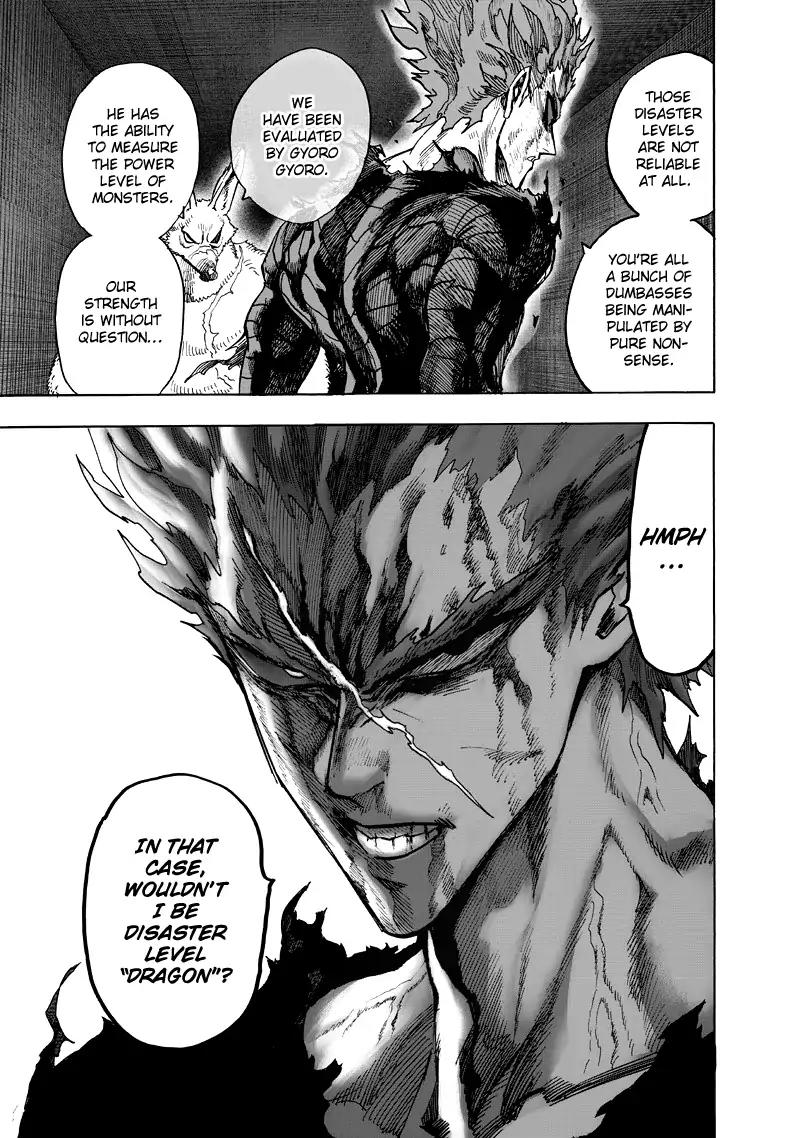 THOSE
DISASTER
LEVELS
ARE NOT
RELIABLE
AT ALL.
YOU'RE ALL
A BUNCH OF
DUMBASSES
BEING MANI-
PULATED BY
PURE NON-
SENSE.
WE
HAVE BEEN
EVALUATED
BY GYORO
GYORO.
HE HAS
THE ABILITY
TO MEASURE
THE POWER
LEVEL OF
MONSTERS.
OUR
STRENGTH
IS WITHOUT
QUESTION...
HMPH
...
IN THAT
CASE,
WOULDN'T
I BE
DISASTER
LEVEL
"DRAGON"?